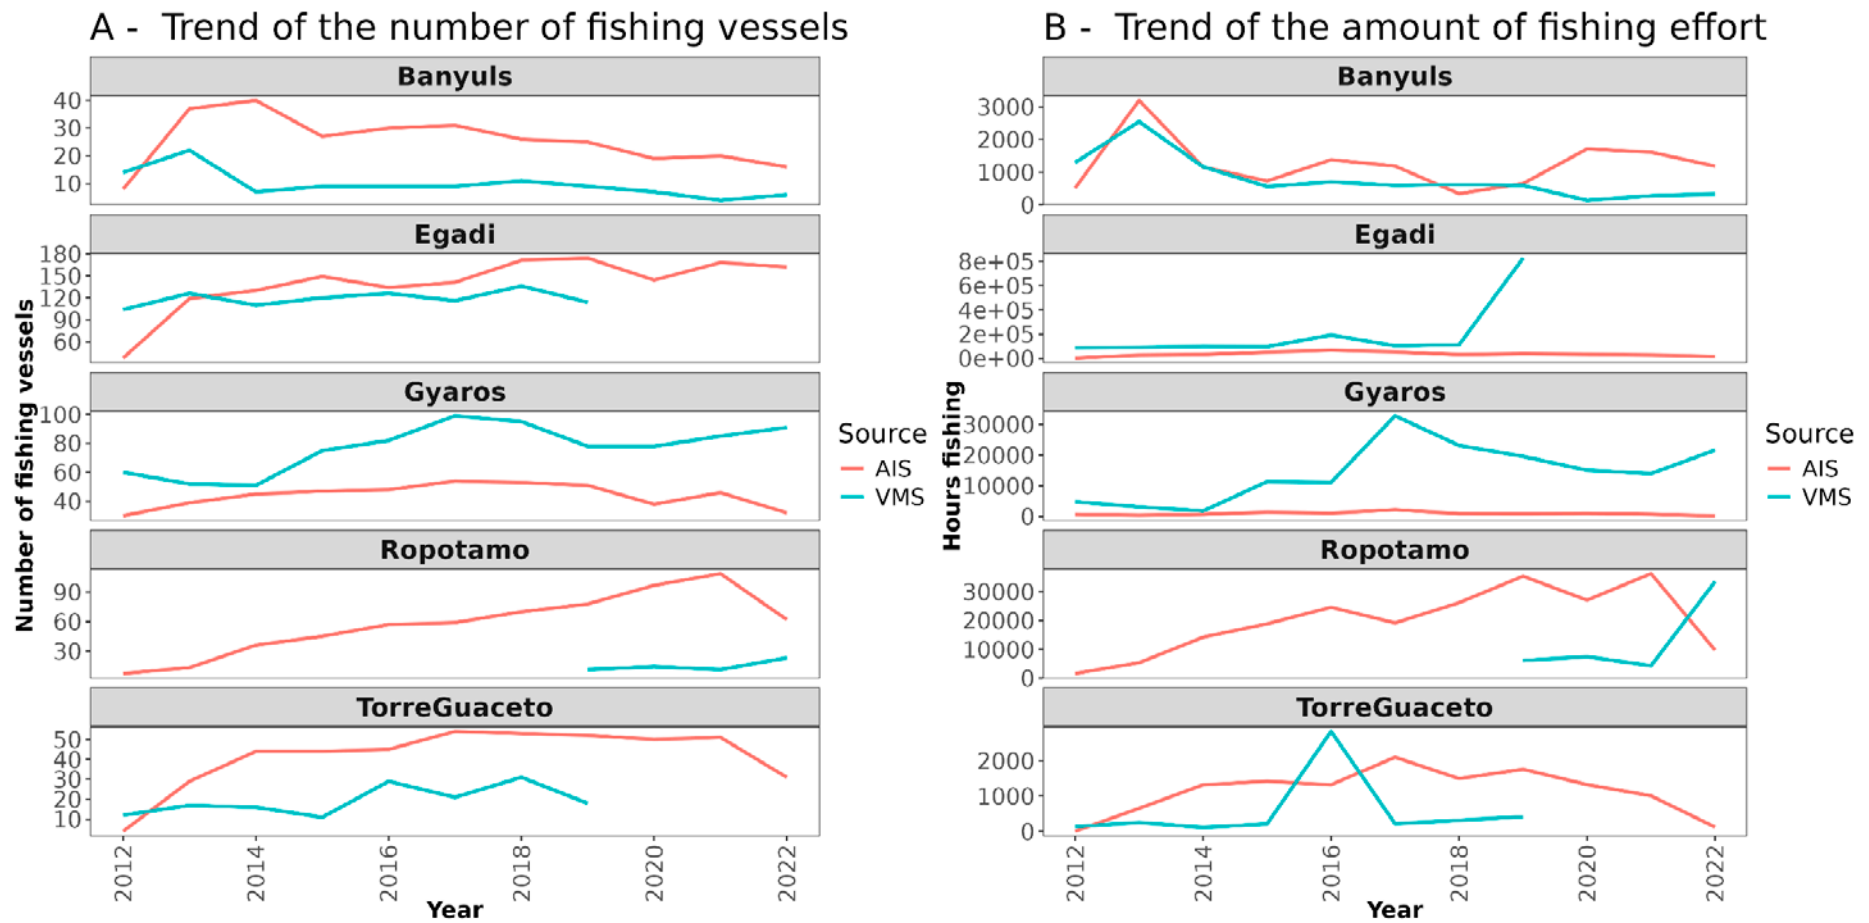 A - Trend of the number of fishing vessels
Number of fishing vessels
Banyuls
40
30
20
10
Egadi
180
150
120
90
60
Gyaros
100
80
60
40
Ropotamo
90
60
30
TorreGuaceto
50
40
30
20
10
2012
2014
2016
2018
2020
2022
Year
Source
AIS
VMS
B - Trend of the amount of fishing effort
Hours fishing
Banyuls
3000
2000
1000
0
Egadi
8e+05
6e+05
4e+05
2e+05
0e+00
Gyaros
30000
20000
10000
0
Ropotamo
30000
20000
10000
0
TorreGuaceto
2000
1000
0
2012
2014
2016
2018
2020
2022
Year
Source
AIS
VMS